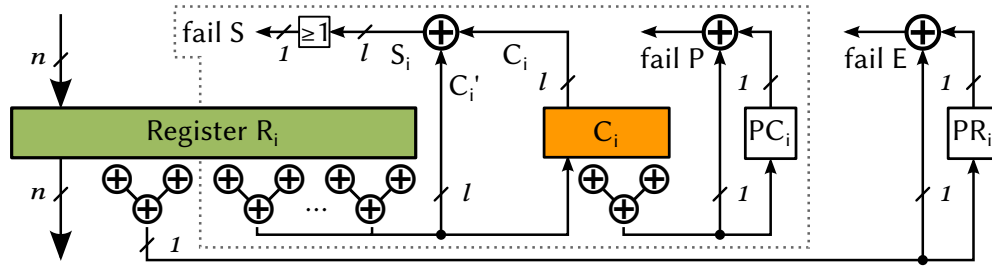 fail S
1
≥1
l
S_i
C_i
C_i'
l
fail P
1
fail E
1
n
Register R_i
C_i
PC_i
PR_i
n
...
l
1
1
1